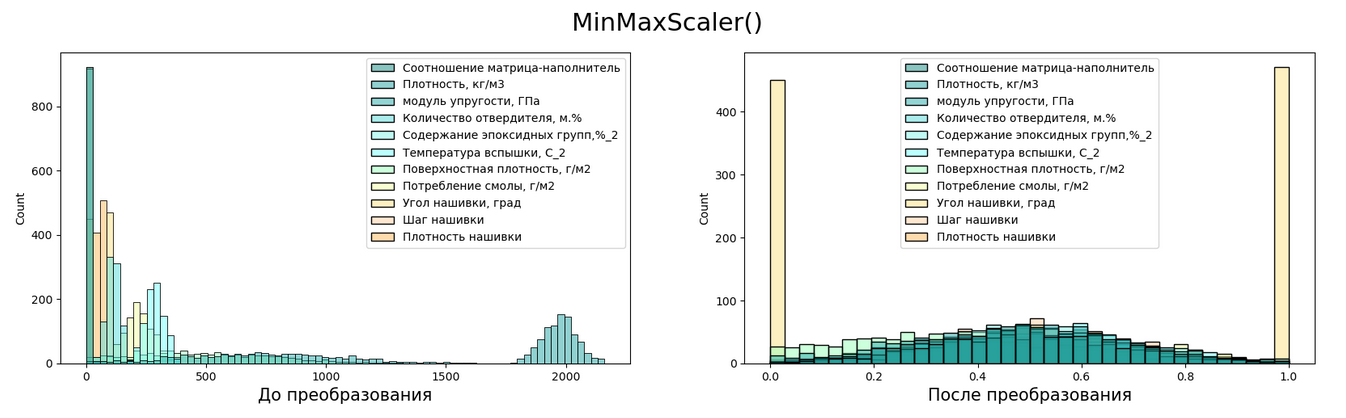 MinMaxScaler()
Count
800
600
400
200
0
0
500
1000
1500
2000
До преобразования
Соотношение матрица-наполнитель
Плотность, кг/м3
модуль упругости, ГПа
Количество отвердителя, м.%
Содержание эпоксидных групп,%_2
Температура вспышки, С_2
Поверхностная плотность, г/м2
Потребление смолы, г/м2
Угол нашивки, град
Шаг нашивки
Плотность нашивки
Count
400
300
200
100
0
0.0
0.2
0.4
0.6
0.8
1.0
После преобразования
Соотношение матрица-наполнитель
Плотность, кг/м3
модуль упругости, ГПа
Количество отвердителя, м.%
Содержание эпоксидных групп,%_2
Температура вспышки, С_2
Поверхностная плотность, г/м2
Потребление смолы, г/м2
Угол нашивки, град
Шаг нашивки
Плотность нашивки